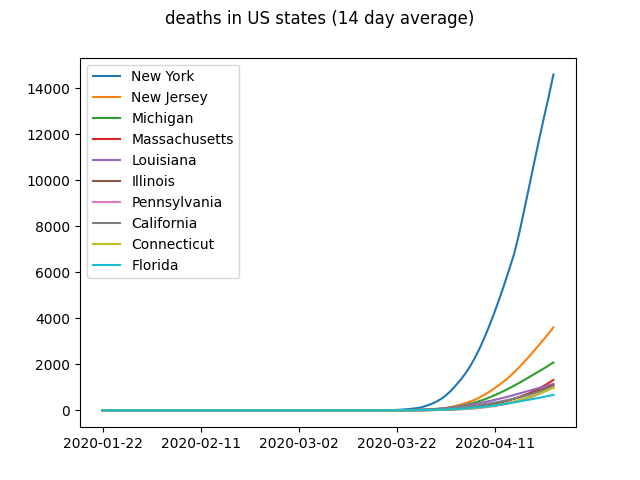 deaths in US states (14 day average)
New York
New Jersey
Michigan
Massachusetts
Louisiana
Illinois
Pennsylvania
California
Connecticut
Florida
14000
12000
10000
8000
6000
4000
2000
0
2020-01-22 2020-02-11 2020-03-02 2020-03-22 2020-04-11